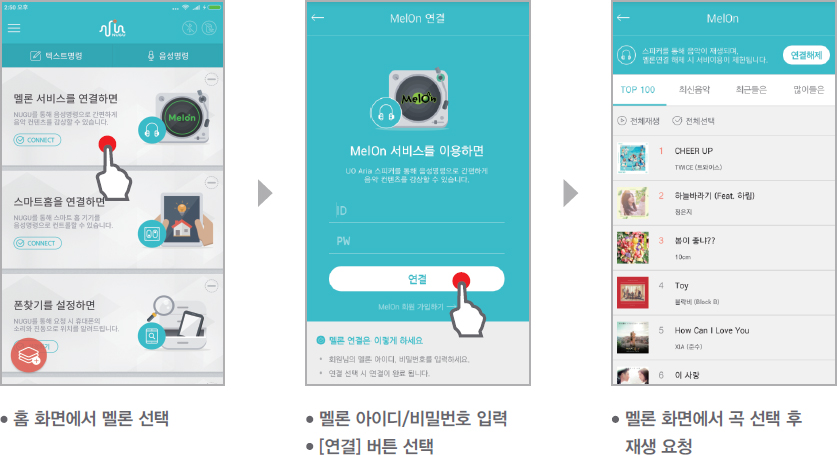 2:50 오후
nugu
텍스트명령
음성명령
멜론 서비스를 연결하면
NUGU를 통해 음성명령으로 간편하게
음악 컨텐츠를 감상할 수 있습니다.
CONNECT
MelOn
스마트홈을 연결하면
NUGU를 통해 스마트 홈 기기를
음성명령으로 컨트롤할 수 있습니다.
CONNECT
폰찾기를 설정하면
NUGU를 통해 요청 시 휴대폰의
소리와 진동으로 위치를 알려드립니다.
MelOn 연결
MelOn
MelOn 서비스를 이용하면
UO Aria 스피커를 통해 음성명령으로 간편하게
음악 컨텐츠를 감상할 수 있습니다.
ID
PW
연결
MelOn 회원 가입하기
멜론 연결은 이렇게 하세요
• 회원님의 멜론 아이디, 비밀번호를 입력하세요.
• 연결 선택 시 연결이 완료 됩니다.
MelOn
스피커를 통해 음악이 재생되며,
멜론연결 해제 시 서비이용이 제한됩니다.
연결해제
TOP 100
최신음악
최근들은
많이들은
전체재생
전체선택
1 CHEER UP
TWICE (트와이스)
2 하늘바라기 (Feat. 하림)
정은지
3 봄이 좋냐??
10cm
4 Toy
블락비 (Block B)
5 How Can I Love You
XIA (준수)
6 이 사랑
• 홈 화면에서 멜론 선택
• 멜론 아이디/비밀번호 입력
• [연결] 버튼 선택
• 멜론 화면에서 곡 선택 후
재생 요청